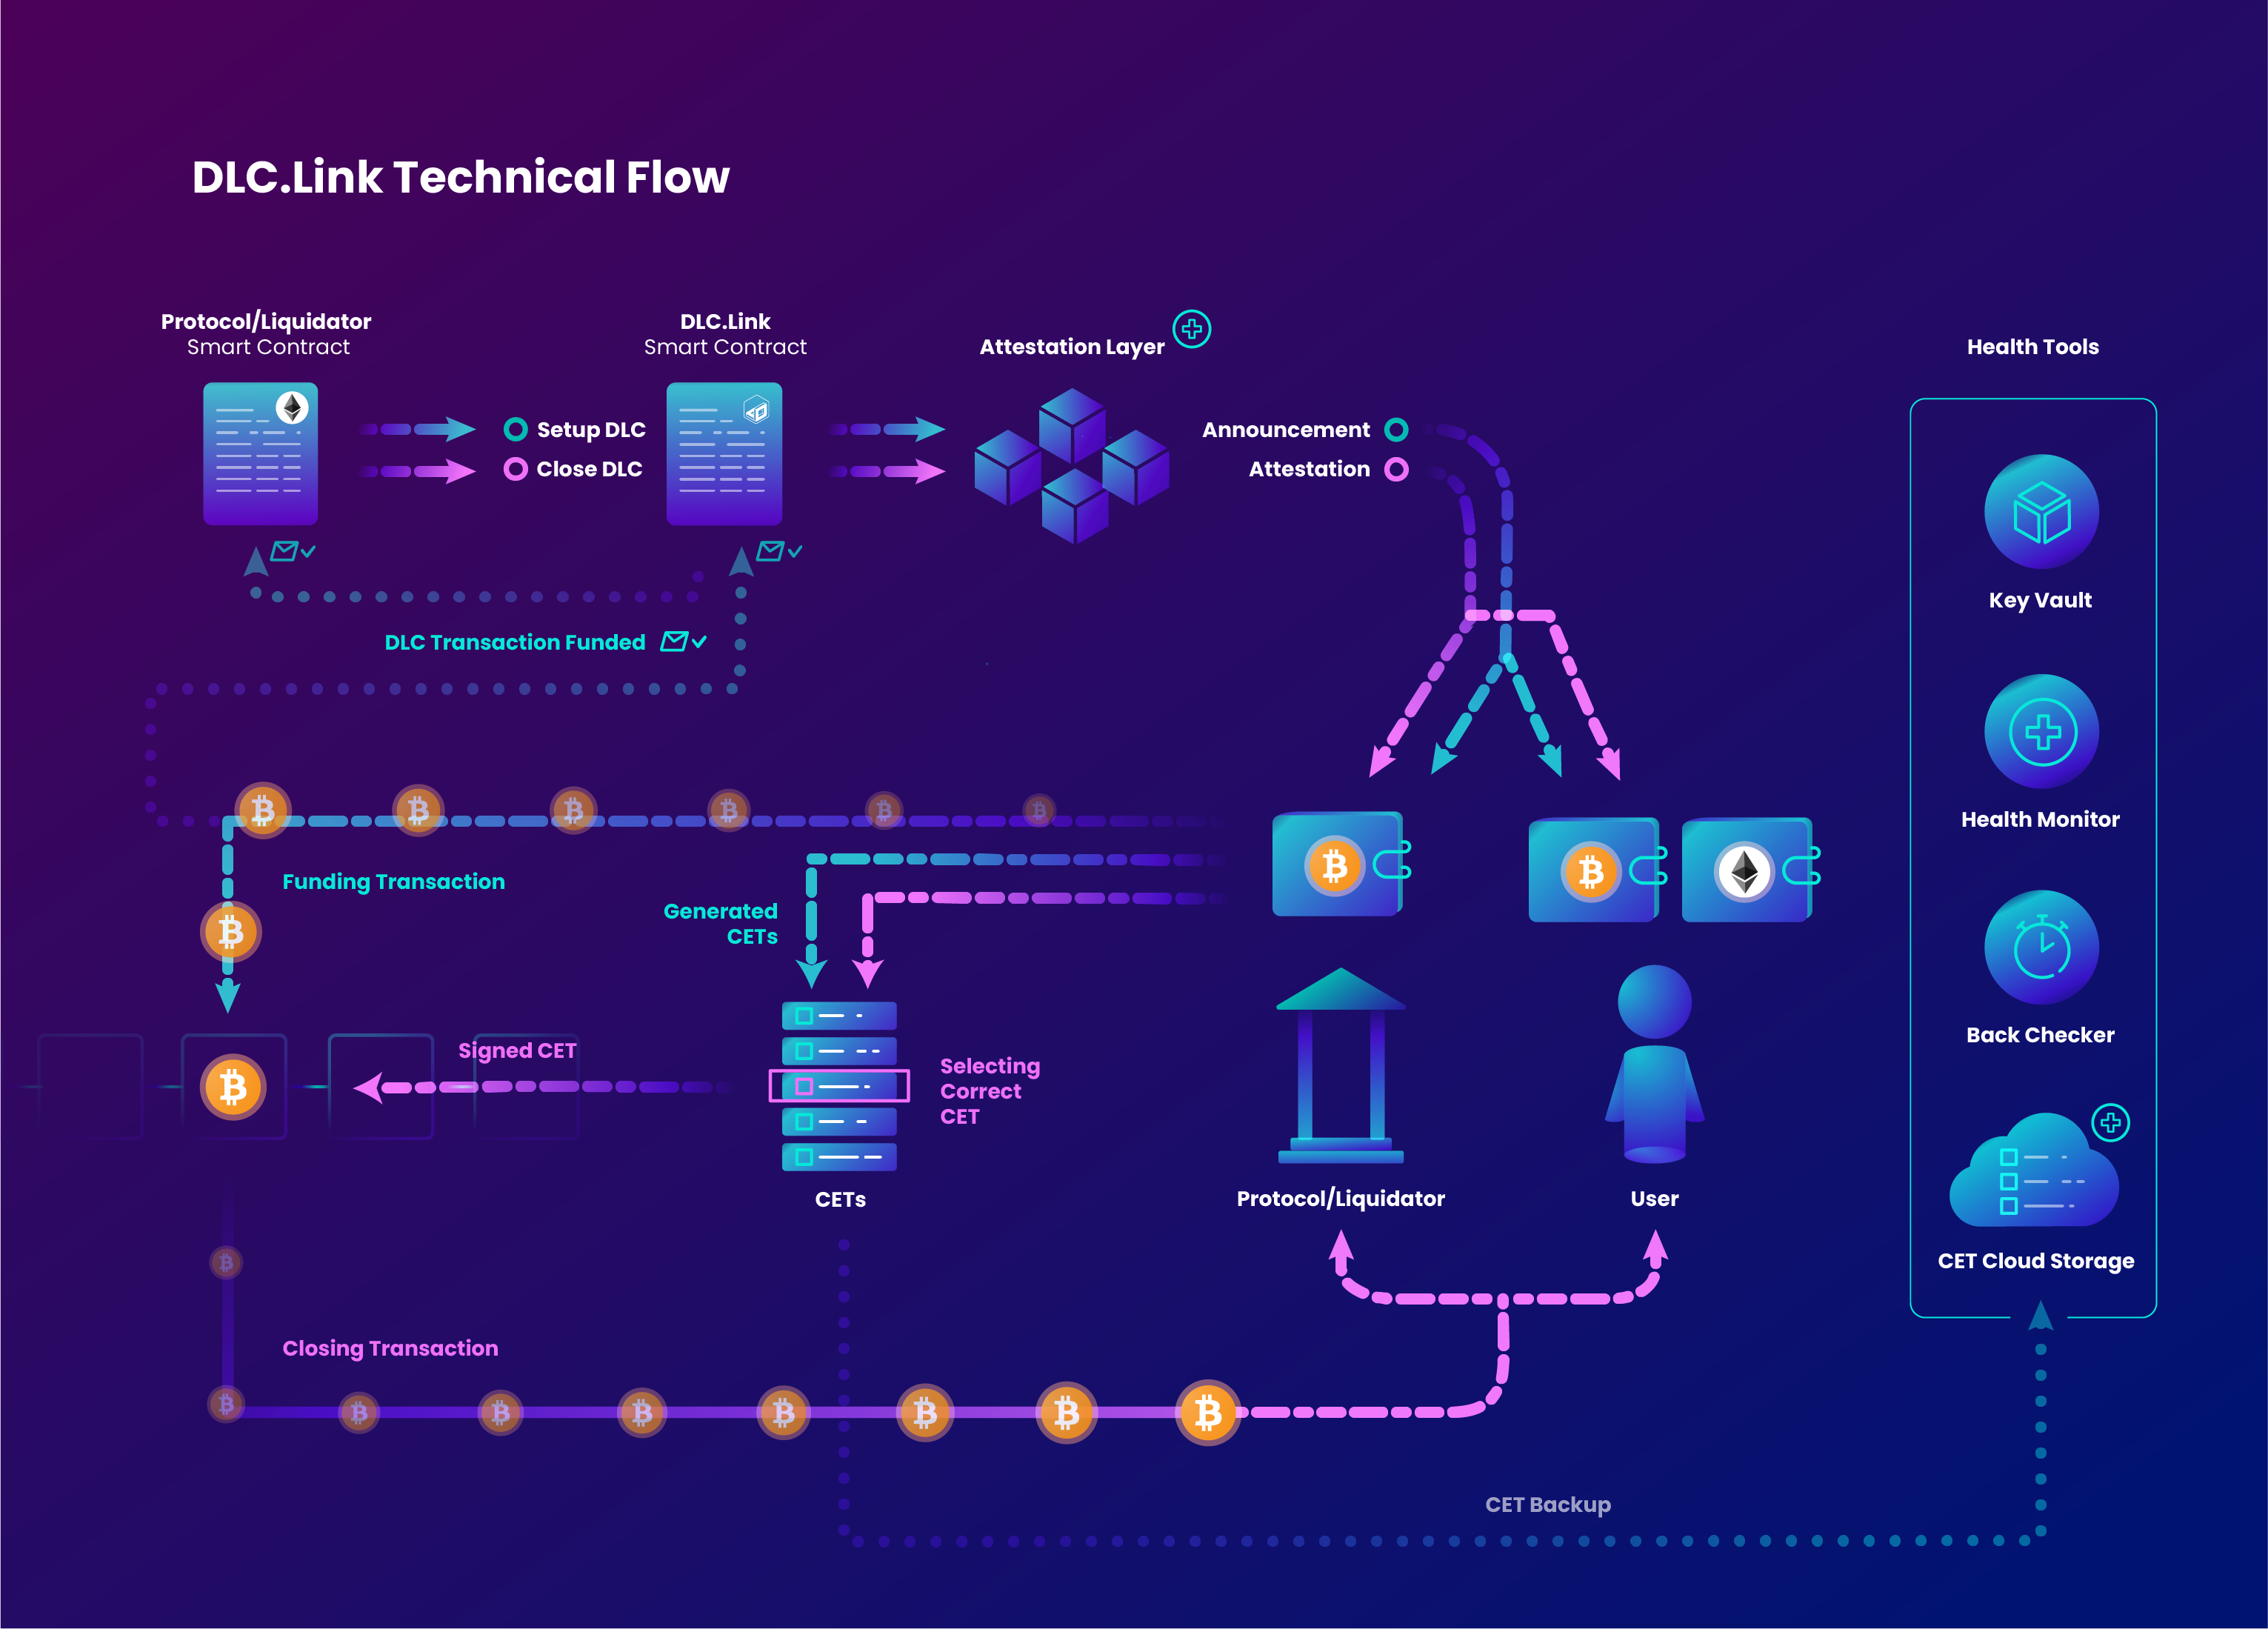 DLC.Link Technical Flow
Protocol/Liquidator
Smart Contract
DLC.Link
Smart Contract
Attestation Layer
Health Tools
Setup DLC
Close DLC
Announcement
Attestation
Key Vault
DLC Transaction Funded
Health Monitor
Funding Transaction
Generated
CETs
Back Checker
Signed CET
Selecting
Correct
CET
CETs
Protocol/Liquidator
User
CET Cloud Storage
Closing Transaction
CET Backup